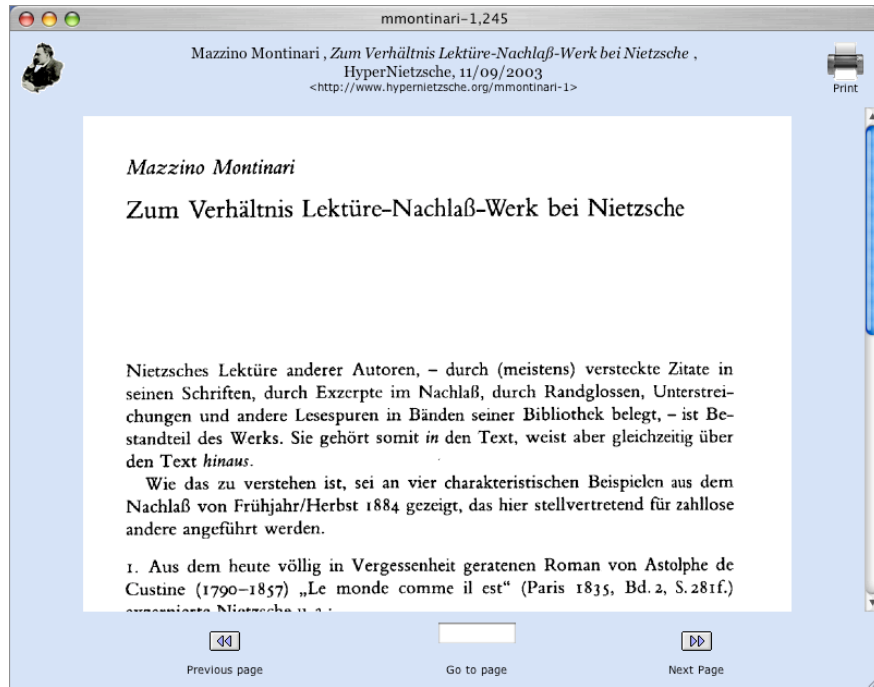 mmontinari-1,245
Mazzino Montinari , Zum Verhältnis Lektüre-Nachlaß-Werk bei Nietzsche ,
HyperNietzsche, 11/09/2003
<http://www.hypernietzsche.org/mmontinari-1>
Print
Mazzino Montinari
Zum Verhältnis Lektüre-Nachlaß-Werk bei Nietzsche
Nietzsches Lektüre anderer Autoren, – durch (meistens) versteckte Zitate in
seinen Schriften, durch Exzerpte im Nachlaß, durch Randglossen, Unterstrei-
chungen und andere Lesespuren in Bänden seiner Bibliothek belegt, – ist Be-
standteil des Werks. Sie gehört somit in den Text, weist aber gleichzeitig über
den Text hinaus.
Wie das zu verstehen ist, sei an vier charakteristischen Beispielen aus dem
Nachlaß von Frühjahr/Herbst 1884 gezeigt, das hier stellvertretend für zahllose
andere angeführt werden.
1. Aus dem heute völlig in Vergessenheit geratenen Roman von Astolphe de
Custine (1790–1857) „Le monde comme il est“ (Paris 1835, Bd. 2, S. 281f.)
Nietzsche u. a.:
Previous page
Go to page
Next Page